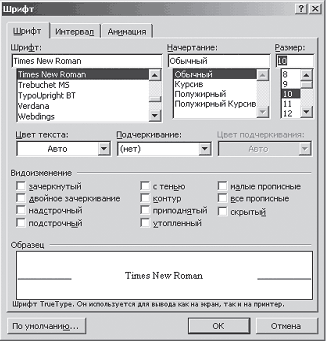 Шрифт
Шрифт Интервал Анимация
Шрифт: Начертание: Размер:
Times New Roman Обычный 10
Times New Roman Обычный 8
Trebuchet MS Курсив 9
TypoUpright BT Полужирный 10
Verdana Полужирный Курсив 11
Webdings 12
Цвет текста: Подчеркивание: Цвет подчеркивания:
Авто (нет) Авто
Видоизменение
зачеркнутый с тенью малые прописные
двойное зачеркивание контур все прописные
надстрочный приподнятый скрытый
подстрочный утопленный
Образец
Times New Roman
Шрифт TrueType. Он используется для вывода как на экран, так и на принтер.
По умолчанию... ОК Отмена